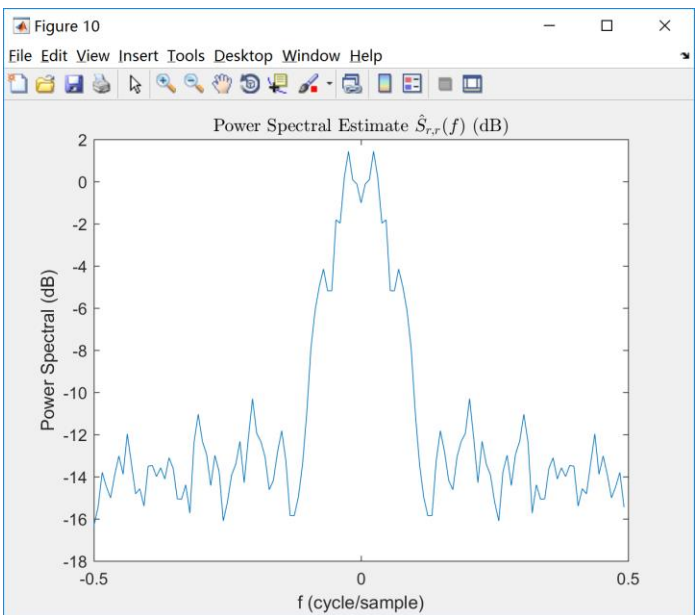 Figure 10
File Edit View Insert Tools Desktop Window Help
Power Spectral Estimate Ŝr,r(f) (dB)
2
0
-2
-4
-6
-8
-10
-12
-14
-16
-18
Power Spectral (dB)
-0.5 0 0.5
f (cycle/sample)